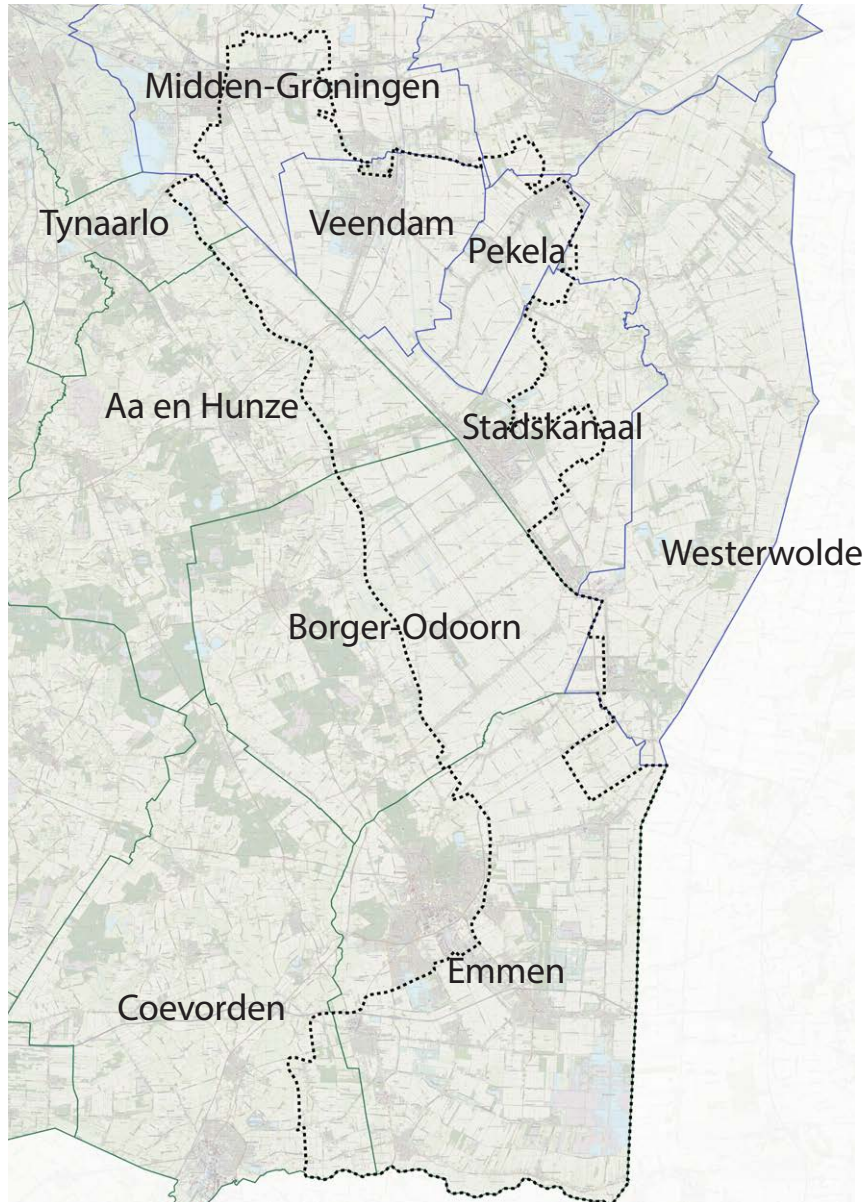 Midden-Groningen
Tynaarlo
Veendam
Pekela
Aa en Hunze
Stadskanaal
Westerwolde
Borger-Odoorn
Emmen
Coevorden